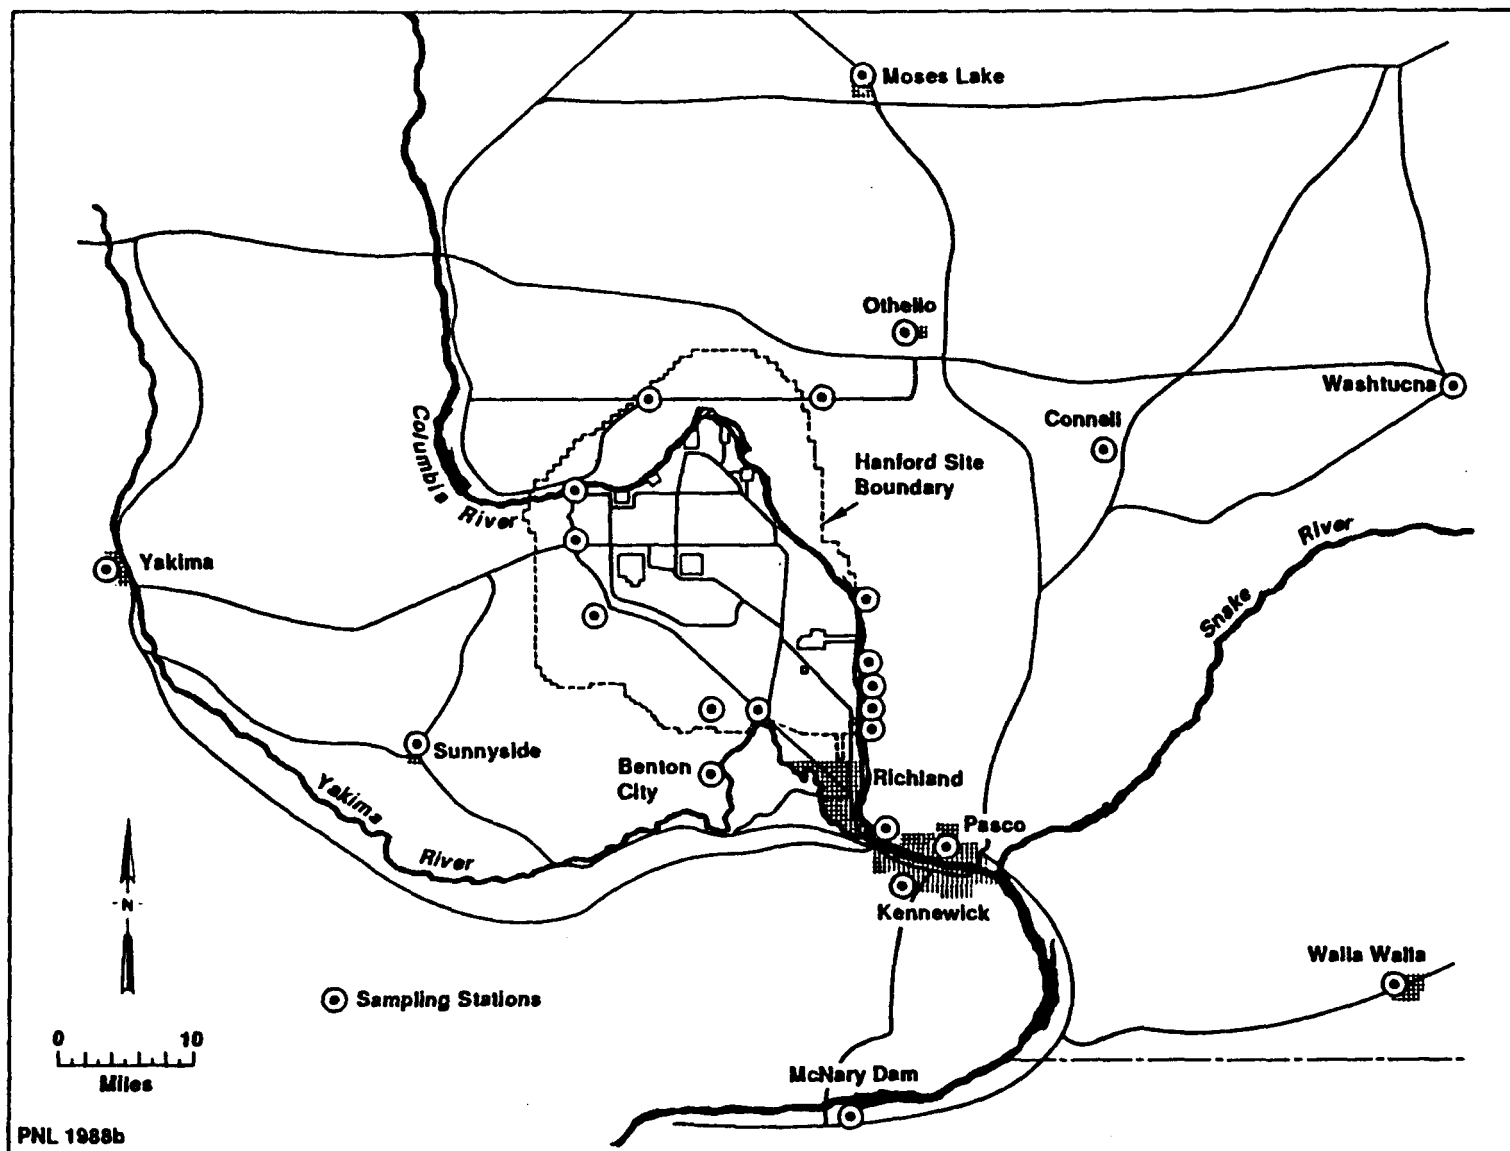 Moses Lake
Othello
Washtucna
Connell
Columbia River
Hanford Site
Boundary
River
Snake
Yakima
Sunnyside
Benton
City
Richland
Yakima
River
Pasco
Kennewick
N
Walla Walla
Sampling Stations
0 10
Miles
McNary Dam
PNL 1988b